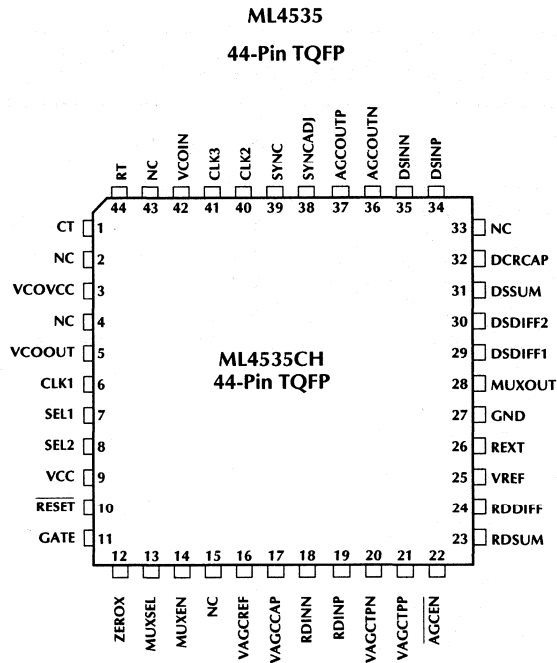 ML4535
44-Pin TQFP
RT
NC
VCOIN
CLK3
CLK2
SYNC
SYNCADJ
AGCOUTP
AGCOUTN
DSINN
DSINP
44 43 42 41 40 39 38 37 36 35 34
CT 1
NC 2
VCOVCC 3
NC 4
VCOOUT 5
CLK1 6
SEL1 7
SEL2 8
VCC 9
RESET 10
GATE 11
ML4535CH
44-Pin TQFP
33 NC
32 DCRCAP
31 DSSUM
30 DSDIFF2
29 DSDIFF1
28 MUXOUT
27 GND
26 REXT
25 VREF
24 RDDIFF
23 RDSUM
12 13 14 15 16 17 18 19 20 21 22
ZEROX
MUXSEL
MUXEN
NC
VAGCREF
VAGCCAP
RDINN
RDINP
VAGCTPN
VAGCTPP
AGCEN